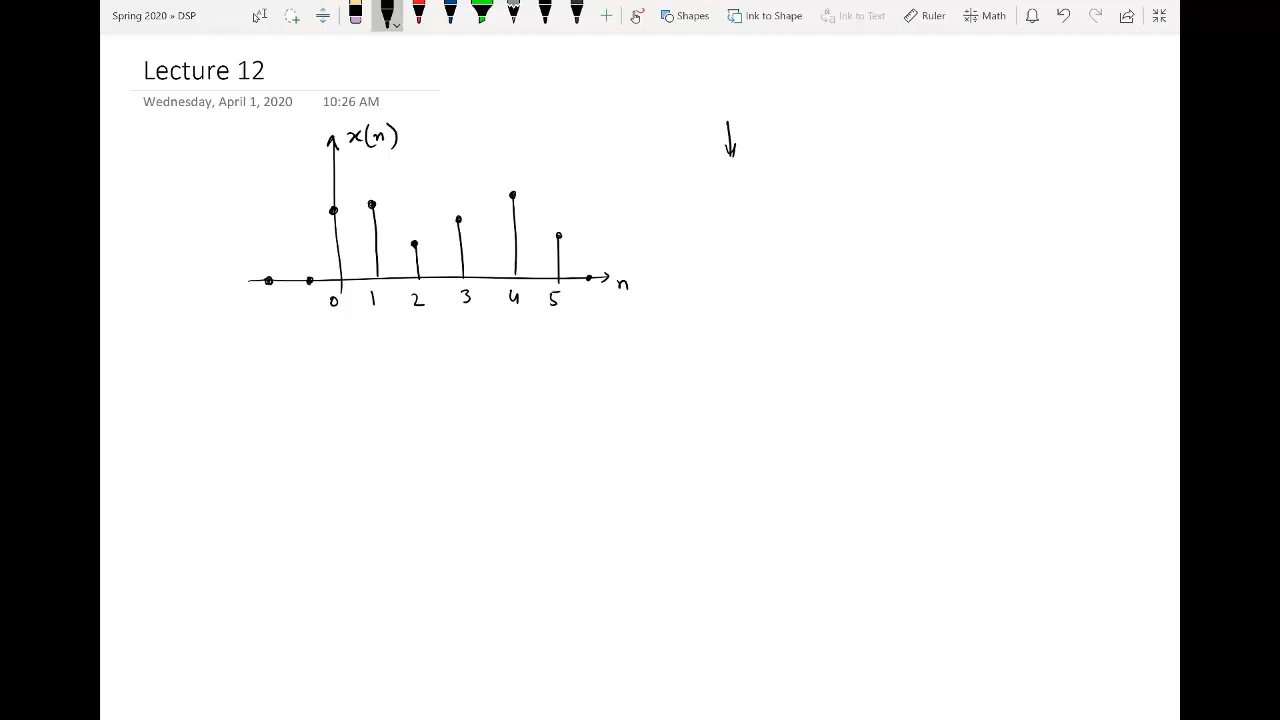 Spring 2020 » DSP
Shapes
Ink to Shape
Ink to Text
Ruler
Math
Lecture 12
Wednesday, April 1, 2020 10:26 AM
x(n)
0 1 2 3 4 5 n